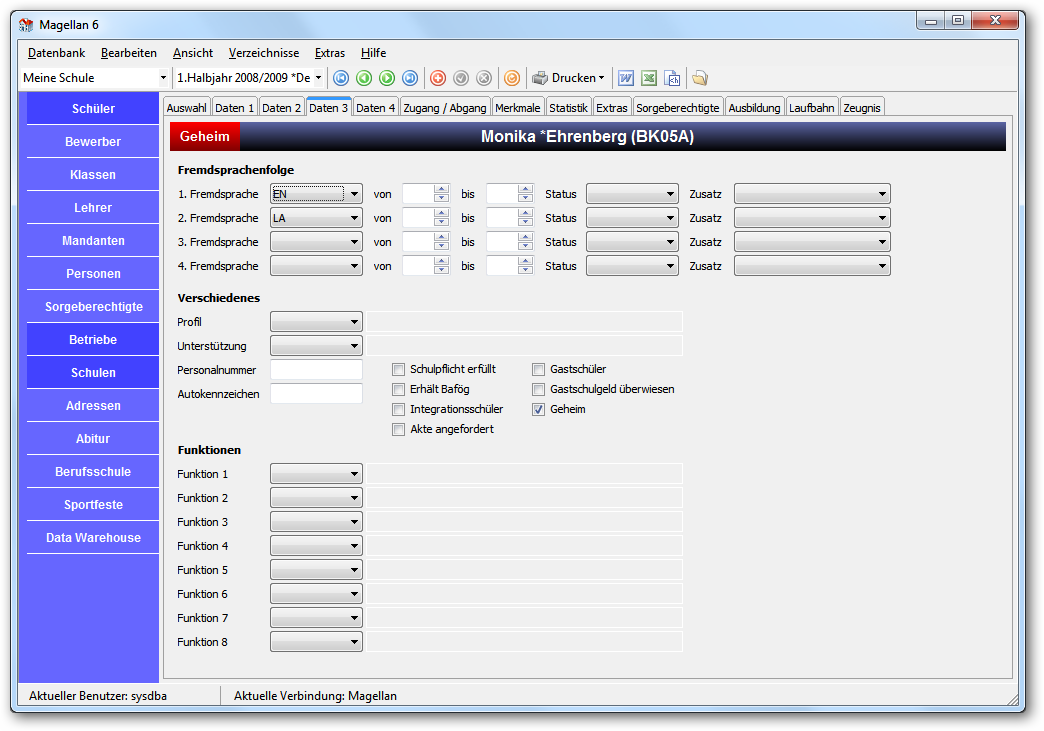 Magellan 6
Datenbank Bearbeiten Ansicht Verzeichnisse Extras Hilfe
Meine Schule 1.Halbjahr 2008/2009 *De Drucken
Schüler
Bewerber
Klassen
Lehrer
Mandanten
Personen
Sorgeberechtigte
Betriebe
Schulen
Adressen
Abitur
Berufsschule
Sportfeste
Data Warehouse
Auswahl Daten 1 Daten 2 Daten 3 Daten 4 Zugang / Abgang Merkmale Statistik Extras Sorgeberechtigte Ausbildung Laufbahn Zeugnis
Geheim Monika *Ehrenberg (BK05A)
Fremdsprachenfolge
1. Fremdsprache EN von bis Status Zusatz
2. Fremdsprache LA von bis Status Zusatz
3. Fremdsprache von bis Status Zusatz
4. Fremdsprache von bis Status Zusatz
Verschiedenes
Profil
Unterstützung
Personalnummer Schulpflicht erfüllt Gastschüler
Autokennzeichen Erhält Bafög Gastschulgeld überwiesen
Integrationsschüler Geheim
Akte angefordert
Funktionen
Funktion 1
Funktion 2
Funktion 3
Funktion 4
Funktion 5
Funktion 6
Funktion 7
Funktion 8
Aktueller Benutzer: sysdba Aktuelle Verbindung: Magellan